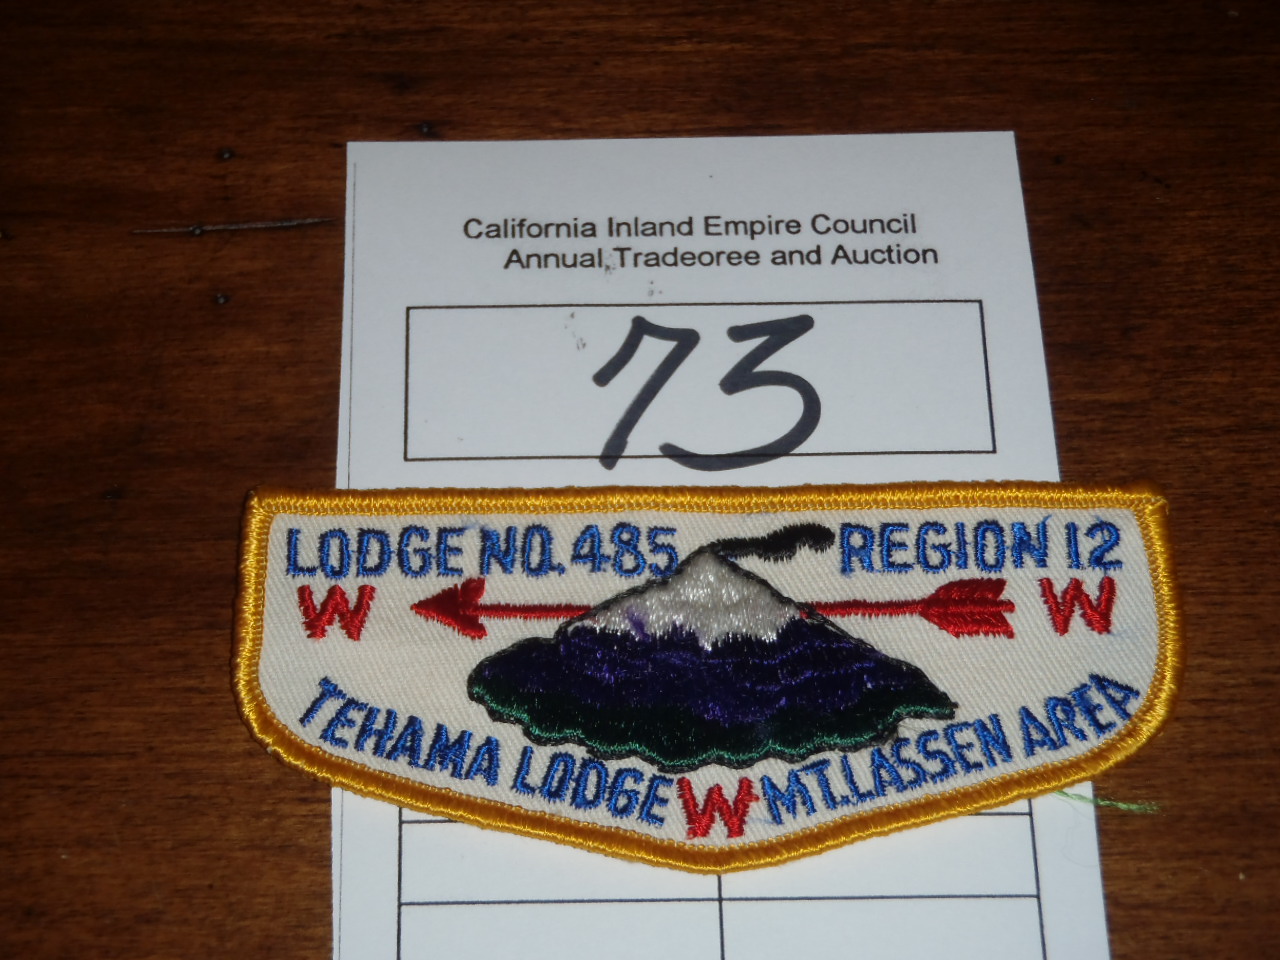 California Inland Empire Council
Annual Tradeoree and Auction
73
LODGE NO. 485 REGION 12
W W
TEHAMA LODGE W MT. LASSEN AREA